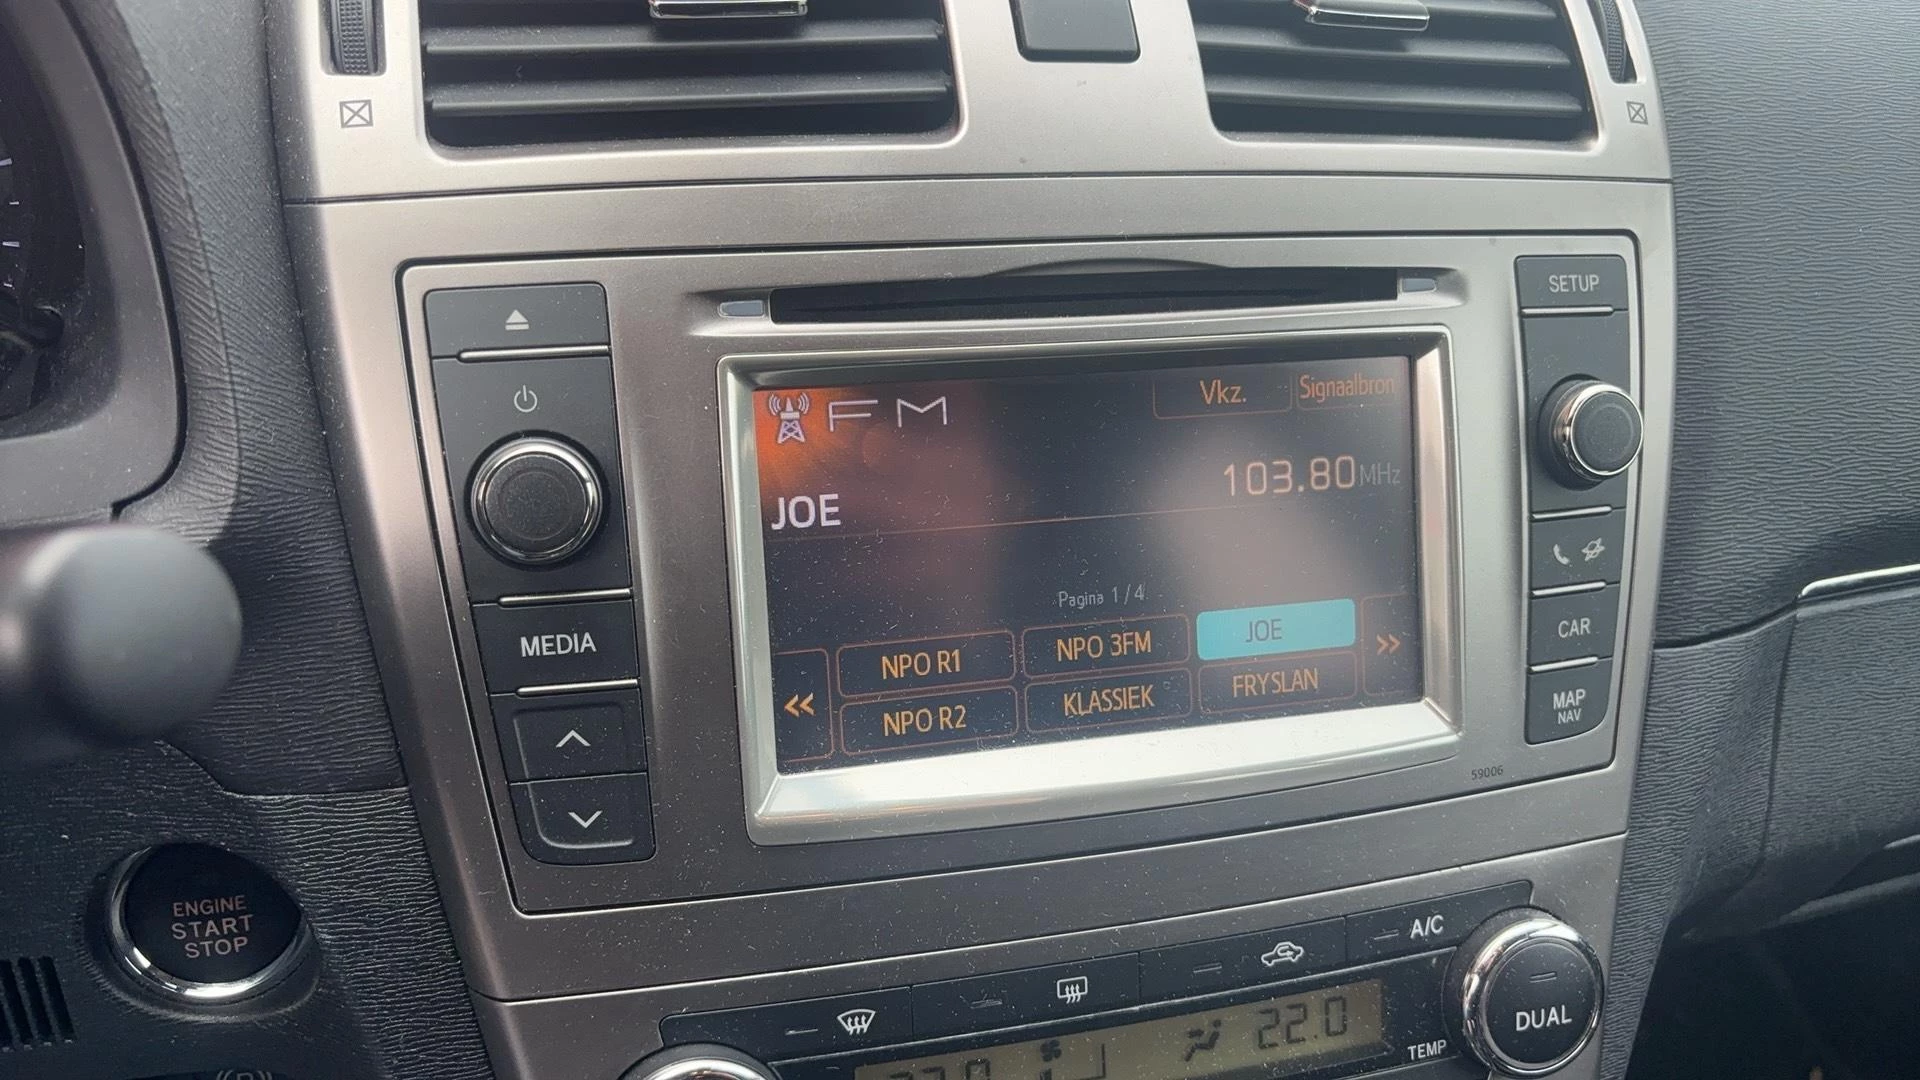 SETUP
FM
Vkz.
Signaalbron
103.80MHz
JOE
Pagina 1/4
NPO R1
NPO 3FM
JOE
NPO R2
KLASSIEK
FRYSLAN
MEDIA
CAR
MAP
NAV
59006
ENGINE
START
STOP
A/C
22.0
TEMP
DUAL